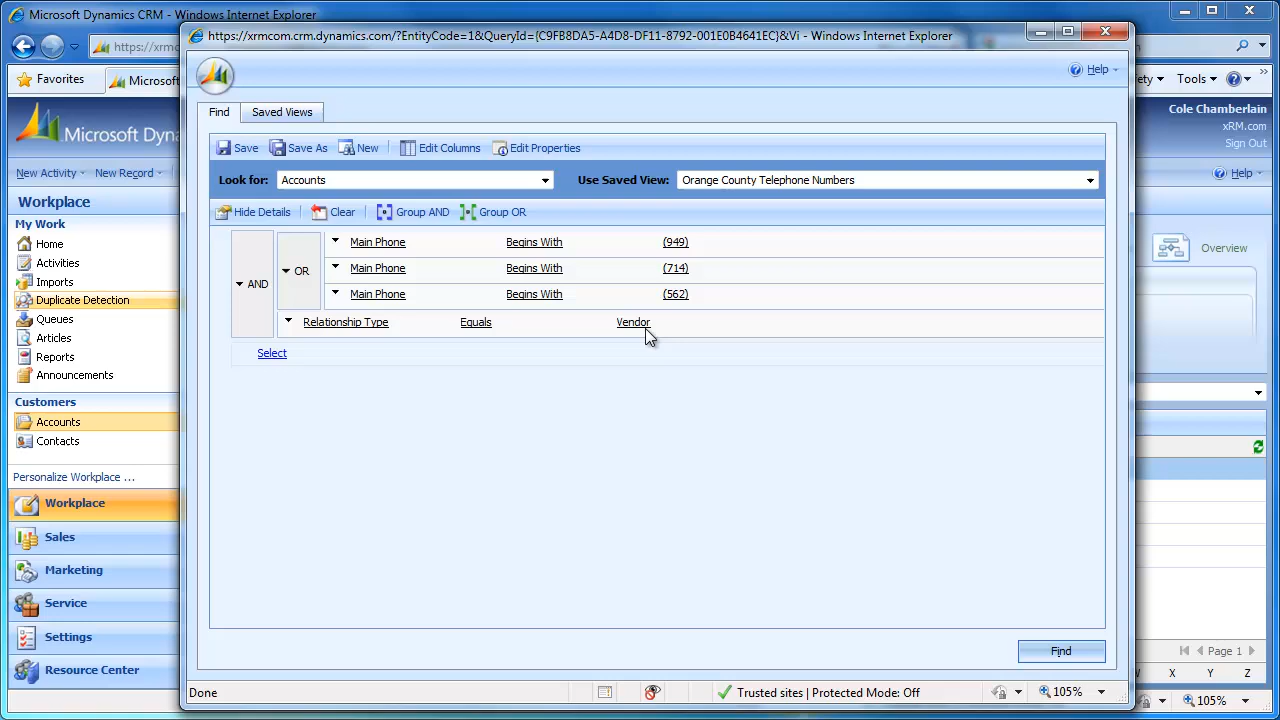 Microsoft Dynamics CRM - Windows Internet Explorer
https://xrmc
Favorites
Microsoft
Tools
Microsoft Dyna
New Activity
New Record
Workplace
My Work
Home
Activities
Imports
Duplicate Detection
Queues
Articles
Reports
Announcements
Customers
Accounts
Contacts
Personalize Workplace ...
Workplace
Sales
Marketing
Service
Settings
Resource Center
https://xrmcom.crm.dynamics.com/?EntityCode=1&QueryId={C9FB8DA5-A4D8-DF11-8792-001E0B4641EC}&Vi - Windows Internet Explorer
Help
Find
Saved Views
Save
Save As
New
Edit Columns
Edit Properties
Look for:
Accounts
Use Saved View:
Orange County Telephone Numbers
Hide Details
Clear
Group AND
Group OR
AND
OR
Main Phone Begins With (949)
Main Phone Begins With (714)
Main Phone Begins With (562)
Relationship Type Equals Vendor
Select
Find
Done
Trusted sites | Protected Mode: Off
105%
Cole Chamberlain
xRM.com
Sign Out
Help
Overview
Page 1
X Y Z
105%